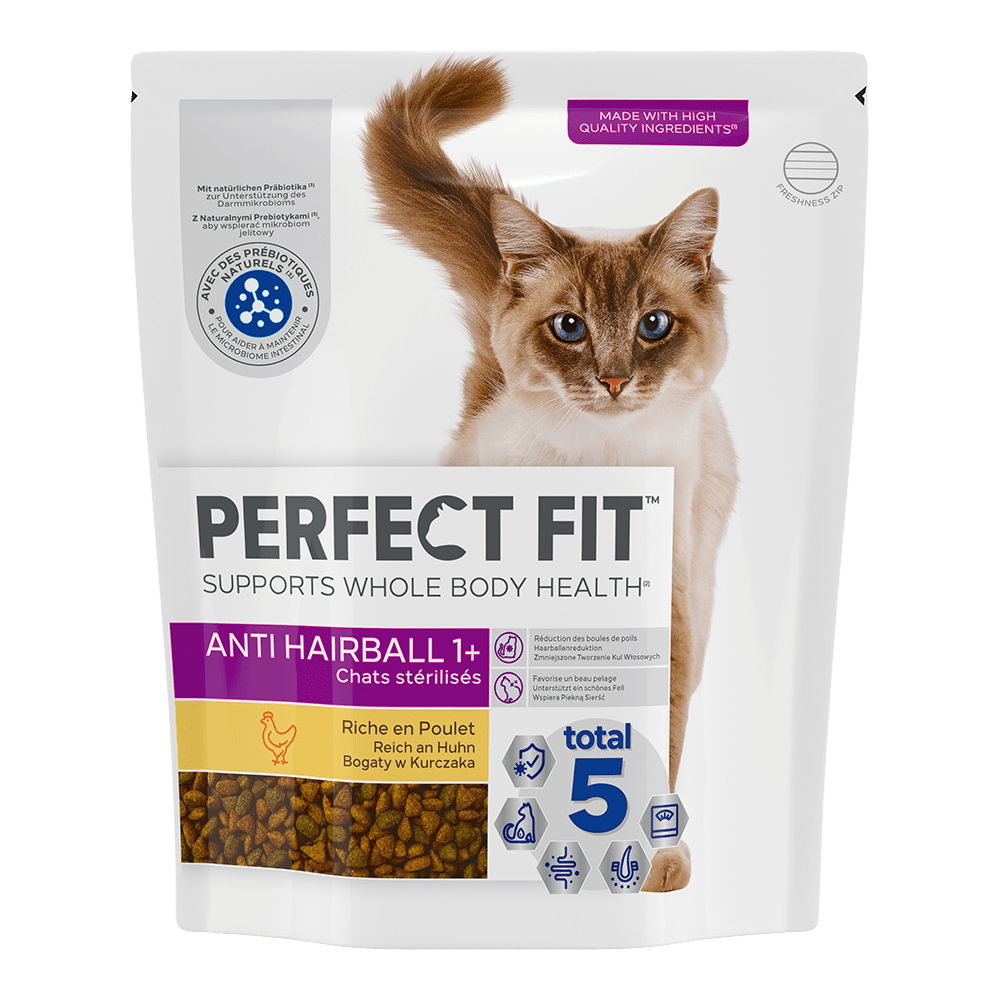 Mit natürlichen Präbiotika (3)
zur Unterstützung des
Darmmikrobioms
Z Naturalnymi Prebiotykami (3),
aby wspierać mikrobiom
jelitowy
AVEC DES PRÉBIOTIQUES
NATURELS (3)
• POUR AIDER À MAINTENIR •
LE MICROBIOME INTESTINAL
MADE WITH HIGH
QUALITY INGREDIENTS(1)
FRESHNESS ZIP
PERFECT FIT™
SUPPORTS WHOLE BODY HEALTH(2)
ANTI HAIRBALL 1+
Chats stérilisés
Réduction des boules de poils
Haarballenreduktion
Zmniejszone Tworzenie Kul Włosowych
Favorise un beau pelage
Unterstützt ein schönes Fell
Wspiera Piękną Sierść
Riche en Poulet
Reich an Huhn
Bogaty w Kurczaka
total
5